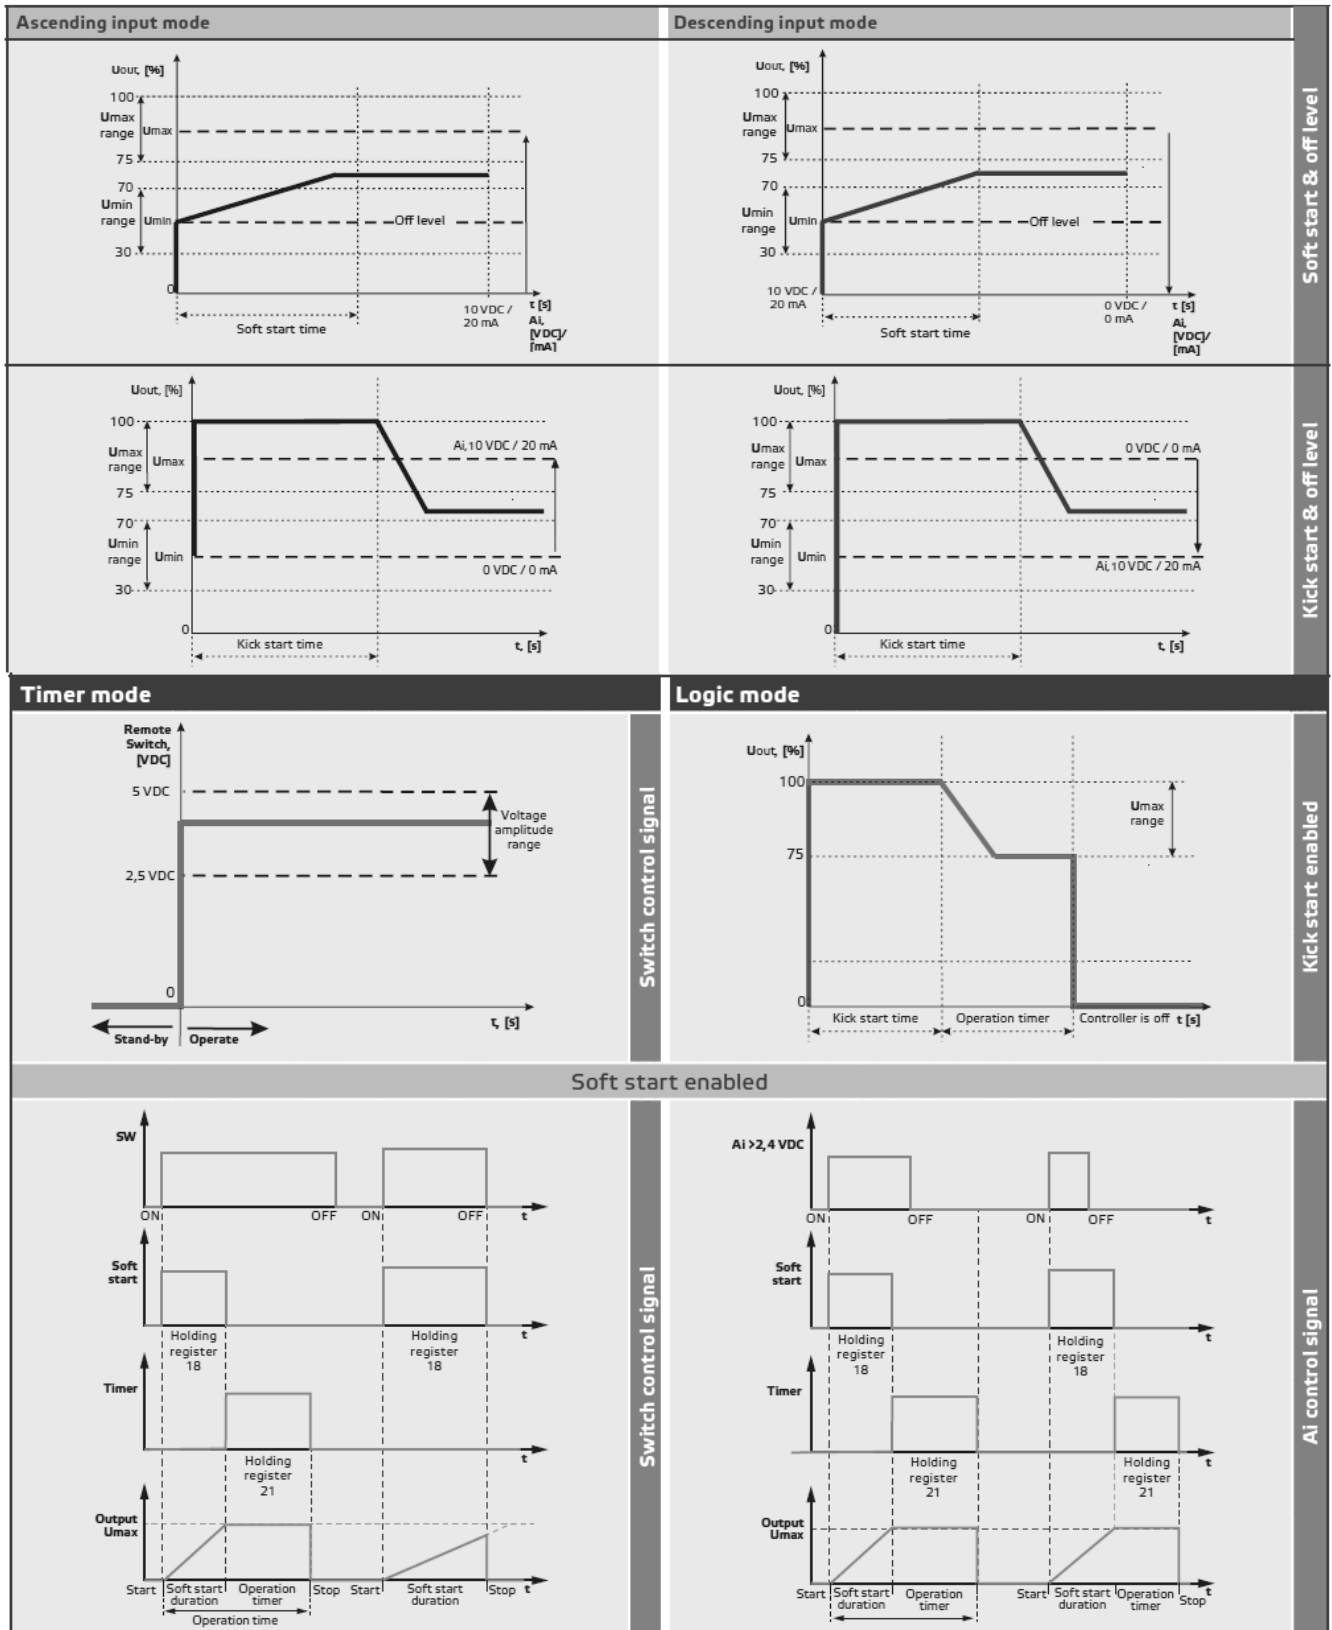 Ascending input mode
Descending input mode
Soft start & off level
Uout, [%]
100
Umax
range
Umax
75
70
Umin
range
Umin
Off level
30
0
Soft start time
10 VDC /
20 mA
t [s]
Ai,
[VDC]/
[mA]
Uout, [%]
100
Umax
range
Umax
75
70
Umin
range
Umin
Off level
30
10 VDC /
20 mA
Soft start time
0 VDC /
0 mA
t [s]
Ai,
[VDC]/
[mA]
Kick start & off level
Uout, [%]
100
Ai,10 VDC / 20 mA
Umax
range
Umax
75
70
Umin
range
Umin
0 VDC / 0 mA
30
0
Kick start time
t, [s]
Uout, [%]
100
0 VDC / 0 mA
Umax
range
Umax
75
70
Umin
range
Umin
Ai,10 VDC / 20 mA
30
0
Kick start time
t, [s]
Timer mode
Logic mode
Remote
Switch,
[VDC]
5 VDC
Voltage
amplitude
range
2,5 VDC
0
Stand-by
Operate
t, [s]
Switch control signal
Uout, [%]
100
Umax
range
75
0
Kick start time
Operation timer
Controller is off
t [s]
Kick start enabled
Soft start enabled
SW
ON
OFF
ON
OFF
t
Soft
start
t
Holding
register
18
Holding
register
18
Timer
t
Holding
register
21
Output
Umax
Start
Soft start
duration
Operation
timer
Stop
Start
Soft start
duration
Stop
t
Operation time
Switch control signal
Ai >2,4 VDC
ON
OFF
ON
OFF
t
Soft
start
t
Holding
register
18
Holding
register
18
Timer
t
Holding
register
21
Holding
register
21
Output
Umax
Start
Soft start
duration
Operation
timer
Start
Soft start
duration
Operation
timer
Stop
t
Ai control signal